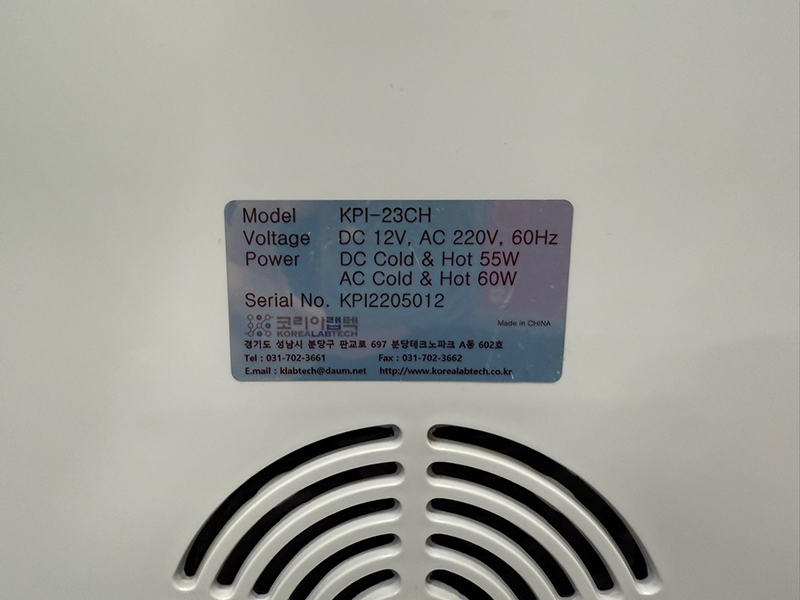 Model KPI-23CH
Voltage DC 12V, AC 220V, 60Hz
Power DC Cold & Hot 55W
AC Cold & Hot 60W
Serial No. KPI2205012
코리아랩텍
KOREALABTECH
Made in CHINA
경기도 성남시 분당구 판교로 697 분당테크노파크 A동 602호
Tel : 031-702-3661 Fax : 031-702-3662
E.mail : klabtech@daum.net http://www.korealabtech.co.kr